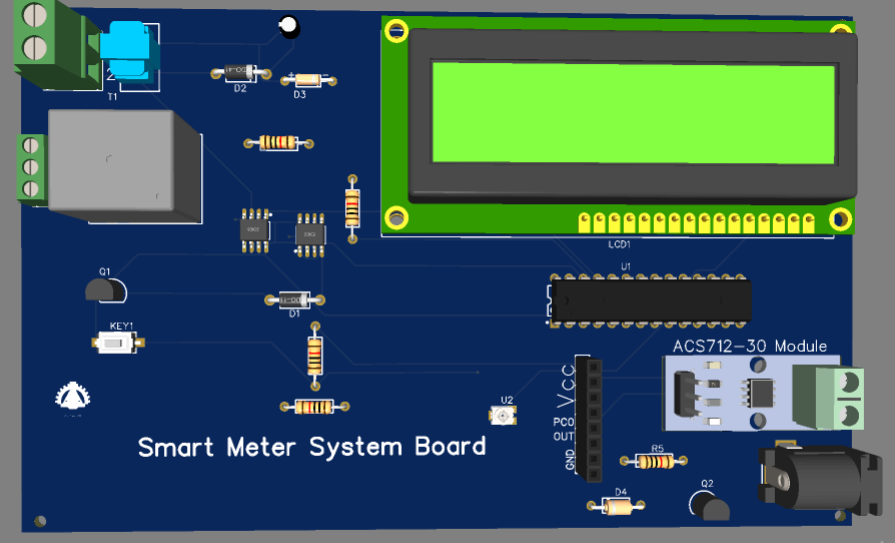 2
T1
D2
+ -
D3
LCD1
U1
Q1
D1
KEY1
ACS712-30 Module
VCC
PC0
OUT
GND
U2
R5
Smart Meter System Board
D4
Q2